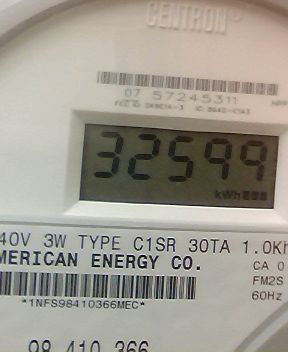 CENTRON®
07 57245311
32599
kWh
40V 3W TYPE C1SR 30TA 1.0Kh
MERICAN ENERGY CO.
CA 0
FM2S
60Hz
*1NFS98410366MEC*
98 410 366